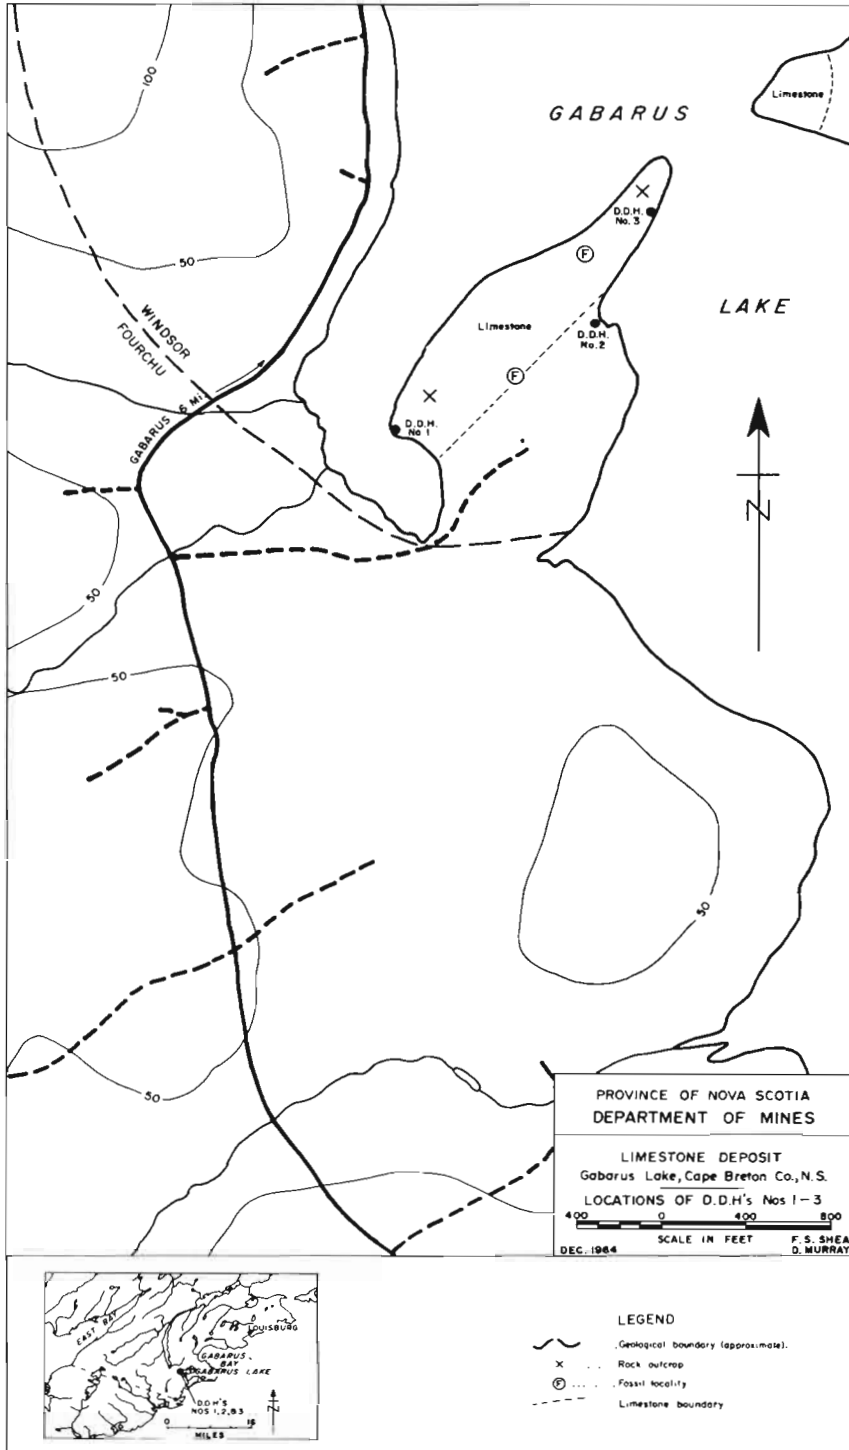 100
Limestone
GABARUS
D.D.H.
No. 3
F
50
LAKE
WINDSOR
FOURCHU
Limestone
D.D.H.
No. 2
F
GABARUS 6 Mi.
D.D.H.
No 1
N
50
50
50
50
PROVINCE OF NOVA SCOTIA
DEPARTMENT OF MINES
LIMESTONE DEPOSIT
Gabarus Lake, Cape Breton Co., N.S.
LOCATIONS OF D.D.H's Nos 1-3
400 0 400 800
SCALE IN FEET
F. S. SHEA
DEC. 1964
D. MURRAY
EAST BAY
LOUISBURG
GABARUS
BAY
GABARUS LAKE
D.D.H'S
NOS 1,2,&3
N
0 16
MILES
LEGEND
Geological boundary (approximate).
Rock outcrop
F Fossil locality
Limestone boundary